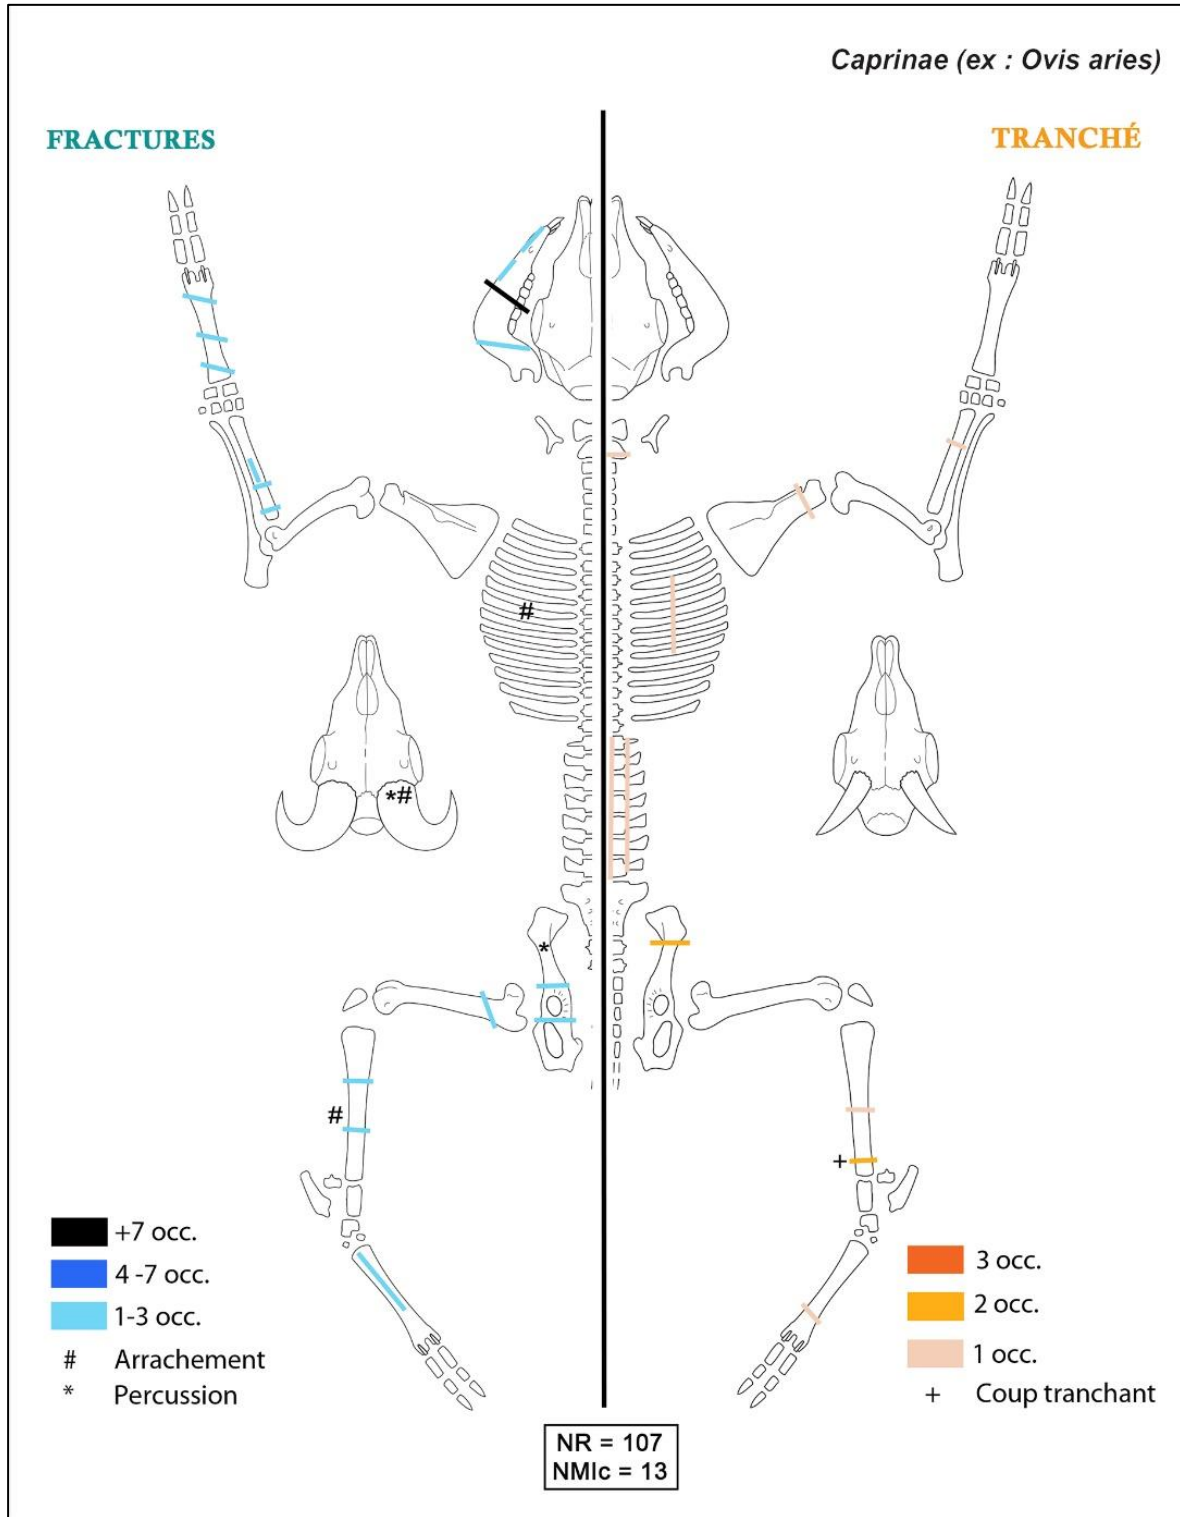 Caprinae (ex : Ovis aries)
FRACTURES
TRANCHÉ
#
*#
*
#
+
+7 occ.
4 -7 occ.
1-3 occ.
# Arrachement
* Percussion
3 occ.
2 occ.
1 occ.
+ Coup tranchant
NR = 107
NMIc = 13